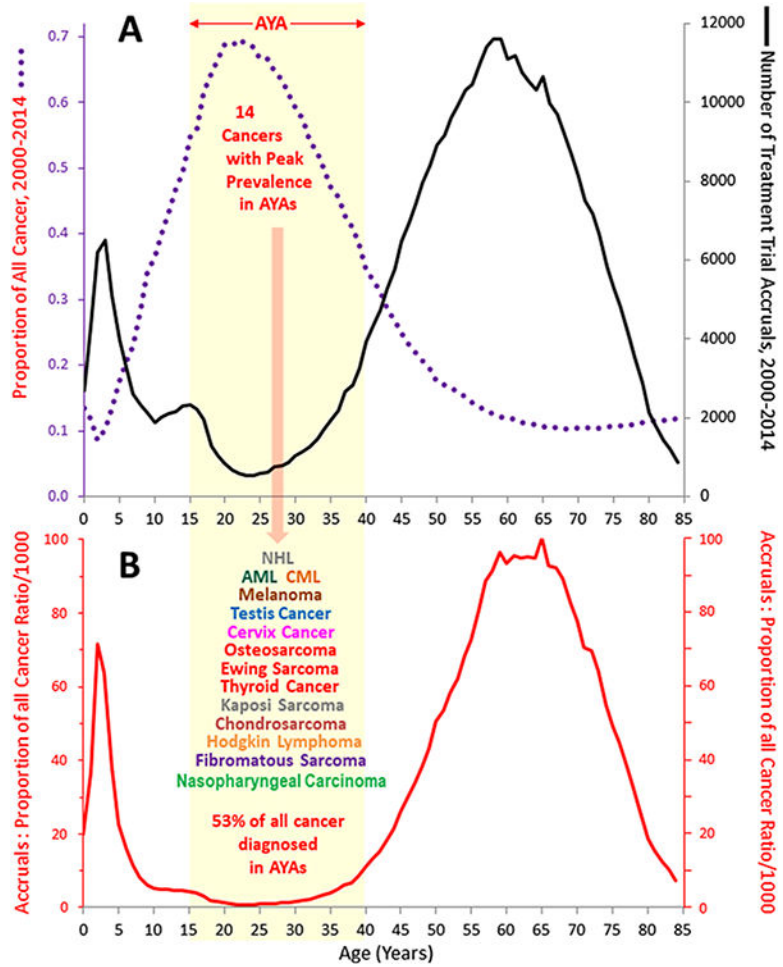 A
AYA
14
Cancers
with Peak
Prevalence
in AYAs
Proportion of All Cancer, 2000-2014
0.7
0.6
0.5
0.4
0.3
0.2
0.1
0.0
Number of Treatment Trial Accruals, 2000-2014
12000
10000
8000
6000
4000
2000
0
0 5 10 15 20 25 30 35 40 45 50 55 60 65 70 75 80 85
B
NHL
AML CML
Melanoma
Testis Cancer
Cervix Cancer
Osteosarcoma
Ewing Sarcoma
Thyroid Cancer
Kaposi Sarcoma
Chondrosarcoma
Hodgkin Lymphoma
Fibromatous Sarcoma
Nasopharyngeal Carcinoma
53% of all cancer
diagnosed
in AYAs
Accruals : Proportion of all Cancer Ratio/1000
100
80
60
40
20
0
Accruals : Proportion of all Cancer Ratio/1000
100
80
60
40
20
0
0 5 10 15 20 25 30 35 40 45 50 55 60 65 70 75 80 85
Age (Years)